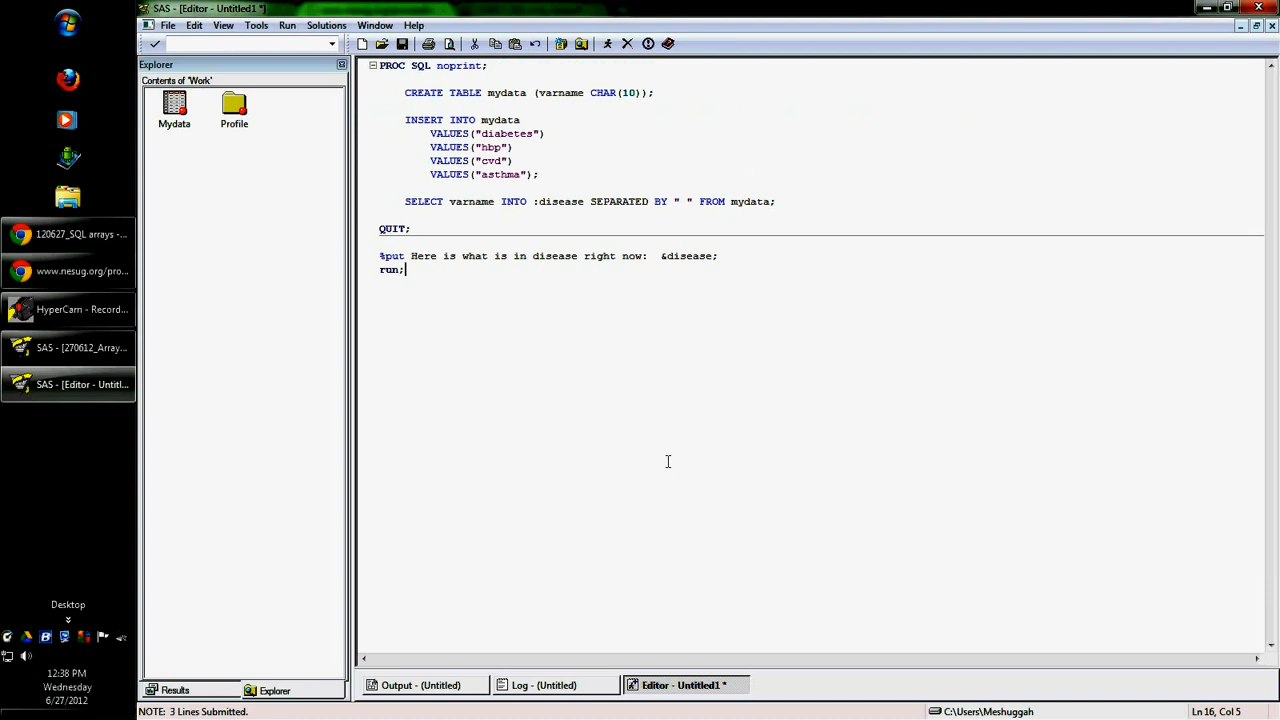 SAS - [Editor - Untitled1 *]
File Edit View Tools Run Solutions Window Help
Explorer
Contents of 'Work'
Mydata Profile
PROC SQL noprint;
CREATE TABLE mydata (varname CHAR(10));
INSERT INTO mydata
VALUES("diabetes")
VALUES("hbp")
VALUES("cvd")
VALUES("asthma");
SELECT varname INTO :disease SEPARATED BY " " FROM mydata;
QUIT;
%put Here is what is in disease right now:  &disease;
run;
120627_SQL arrays -...
www.nesug.org/pro...
HyperCam - Record...
SAS - [270612_Array...
SAS - [Editor - Untitl...
Desktop
12:38 PM
Wednesday
6/27/2012
Results Explorer
Output - (Untitled) Log - (Untitled) Editor - Untitled1 *
NOTE: 3 Lines Submitted.
C:\Users\Meshuggah
Ln 16, Col 5